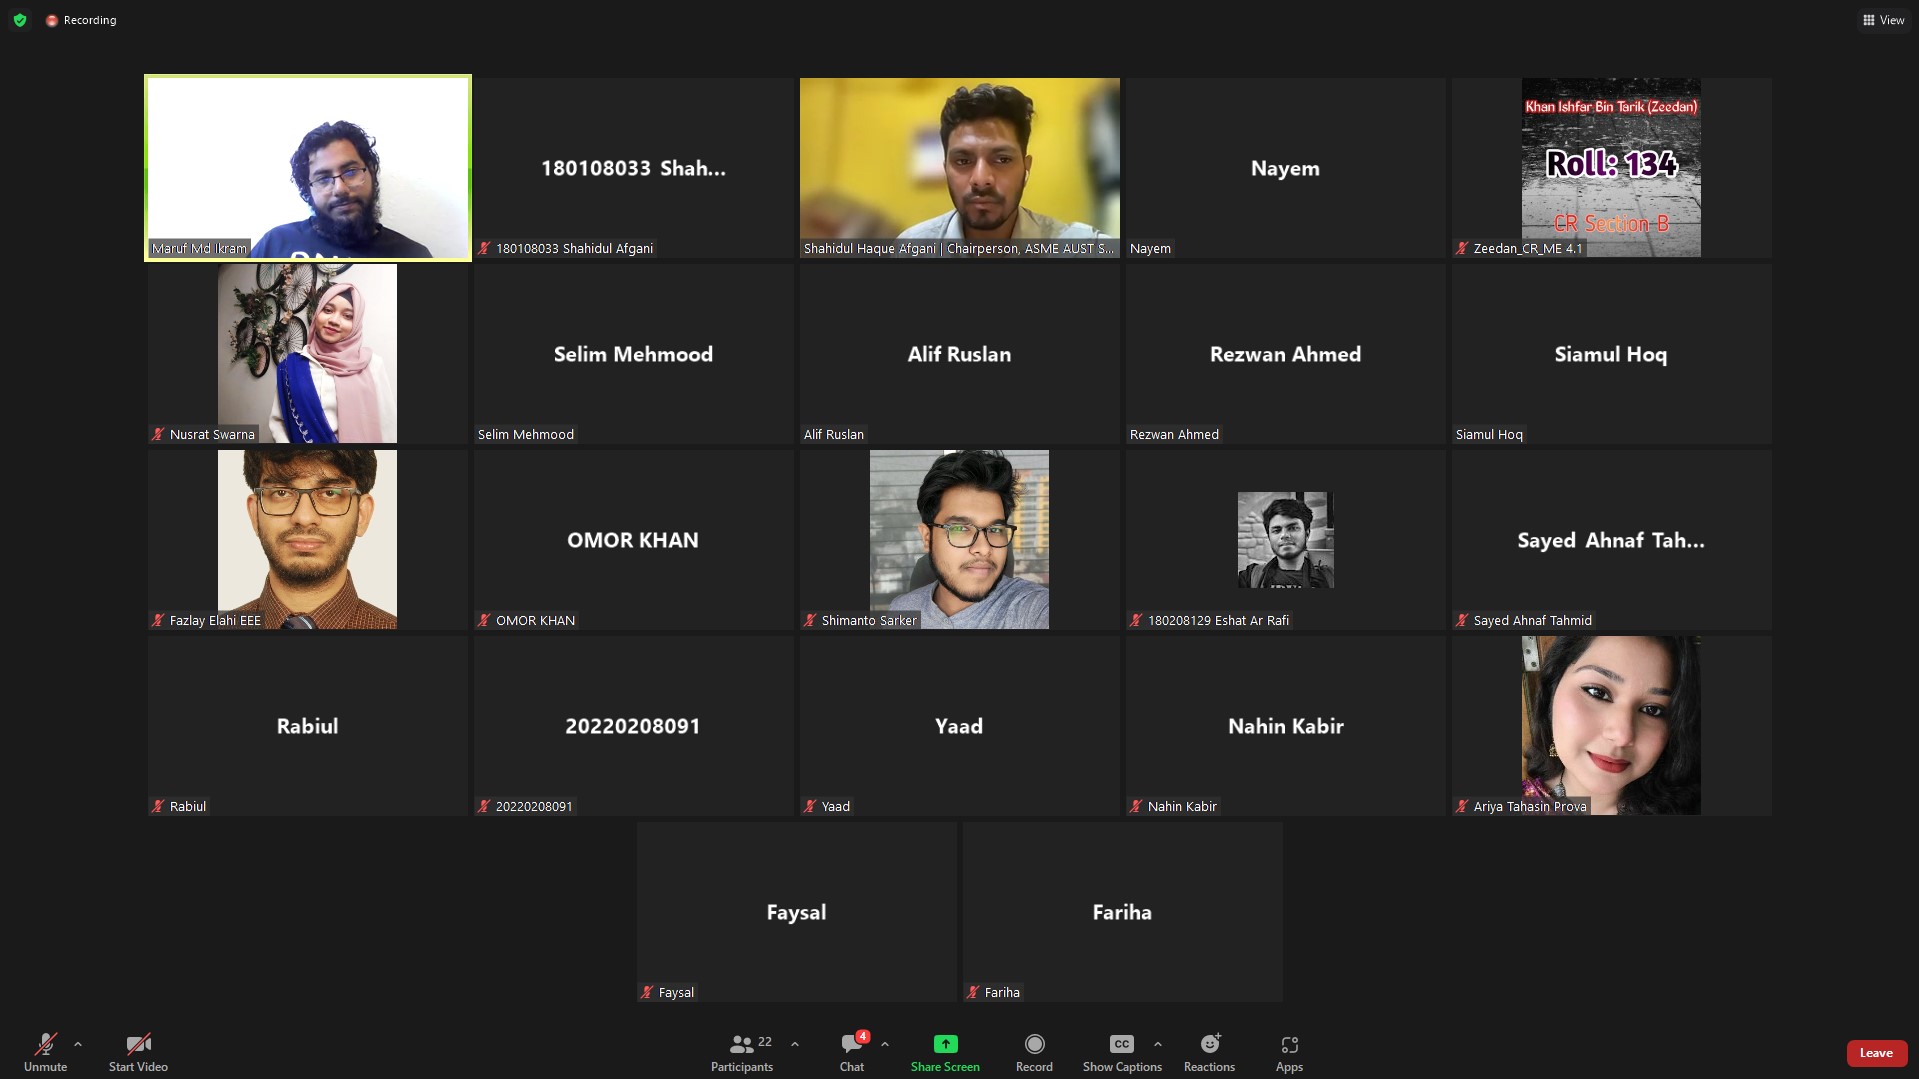 Recording
View
Maruf Md Ikram
180108033 Shah...
180108033 Shahidul Afgani
Shahidul Haque Afgani | Chairperson, ASME AUST S...
Nayem
Nayem
Khan Ishfar Bin Tarik (Zeedan)
Roll: 134
CR Section B
Zeedan_CR_ME 4.1
Nusrat Swarna
Selim Mehmood
Selim Mehmood
Alif Ruslan
Alif Ruslan
Rezwan Ahmed
Rezwan Ahmed
Siamul Hoq
Siamul Hoq
Fazlay Elahi EEE
OMOR KHAN
OMOR KHAN
Shimanto Sarker
180208129 Eshat Ar Rafi
Sayed Ahnaf Tah...
Sayed Ahnaf Tahmid
Rabiul
Rabiul
20220208091
20220208091
Yaad
Yaad
Nahin Kabir
Nahin Kabir
Ariya Tahasin Prova
Faysal
Faysal
Fariha
Fariha
Unmute
Start Video
22
Participants
4
Chat
Share Screen
Record
CC
Show Captions
Reactions
Apps
Leave